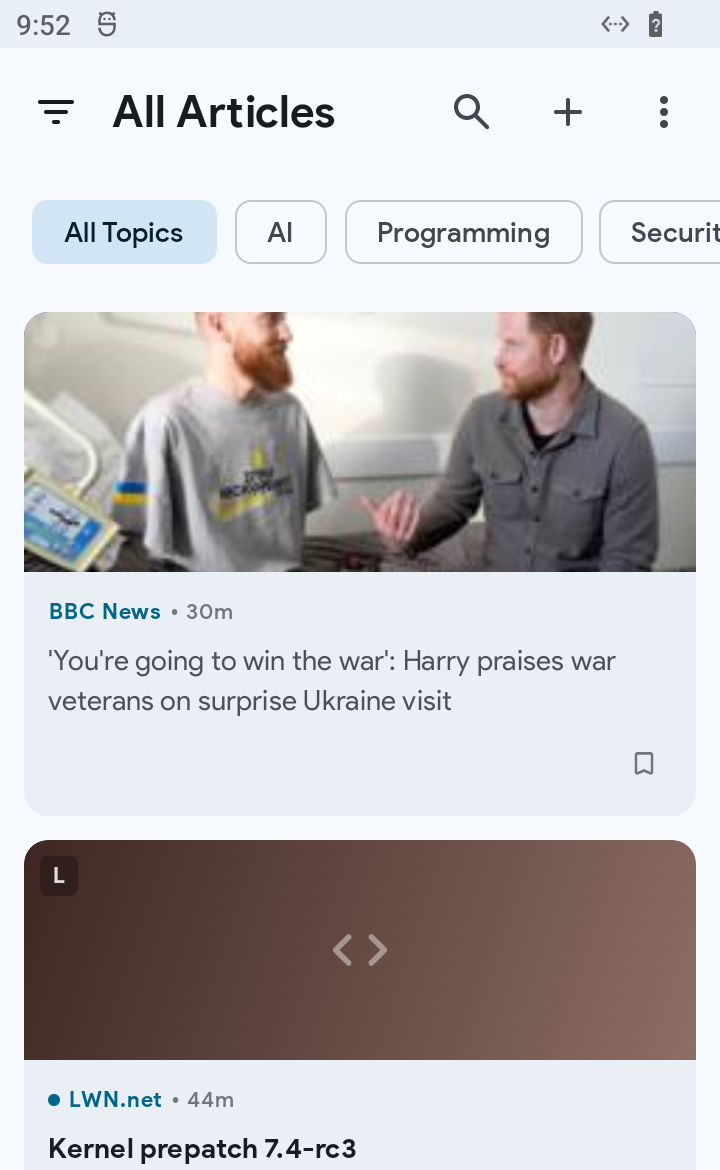 9:52
All Articles
All Topics
AI
Programming
Securit
BBC News • 30m
'You're going to win the war': Harry praises war
veterans on surprise Ukraine visit
L
LWN.net • 44m
Kernel prepatch 7.4-rc3